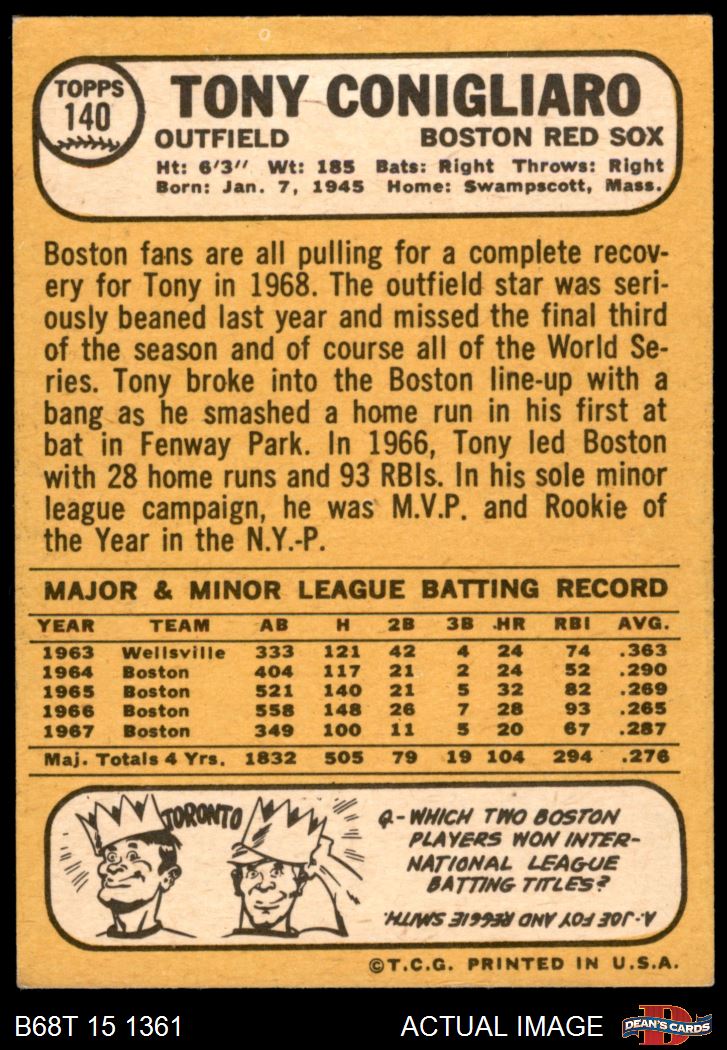 TOPPS
140
TONY CONIGLIARO
OUTFIELD BOSTON RED SOX
Ht: 6'3" Wt: 185 Bats: Right Throws: Right
Born: Jan. 7, 1945 Home: Swampscott, Mass.
Boston fans are all pulling for a complete recov-
ery for Tony in 1968. The outfield star was seri-
ously beaned last year and missed the final third
of the season and of course all of the World Se-
ries. Tony broke into the Boston line-up with a
bang as he smashed a home run in his first at
bat in Fenway Park. In 1966, Tony led Boston
with 28 home runs and 93 RBIs. In his sole minor
league campaign, he was M.V.P. and Rookie of
the Year in the N.Y.-P.
MAJOR & MINOR LEAGUE BATTING RECORD
YEAR TEAM AB H 2B 3B HR RBI AVG.
1963 Wellsville 333 121 42 4 24 74 .363
1964 Boston 404 117 21 2 24 52 .290
1965 Boston 521 140 21 5 32 82 .269
1966 Boston 558 148 26 7 28 93 .265
1967 Boston 349 100 11 5 20 67 .287
Maj. Totals 4 Yrs. 1832 505 79 19 104 294 .276
TORONTO
Q-WHICH TWO BOSTON
PLAYERS WON INTER-
NATIONAL LEAGUE
BATTING TITLES?
A-JOE FOY AND REGGIE SMITH.
©T.C.G. PRINTED IN U.S.A.
B68T 15 1361 ACTUAL IMAGE
D
DEAN'S CARDS